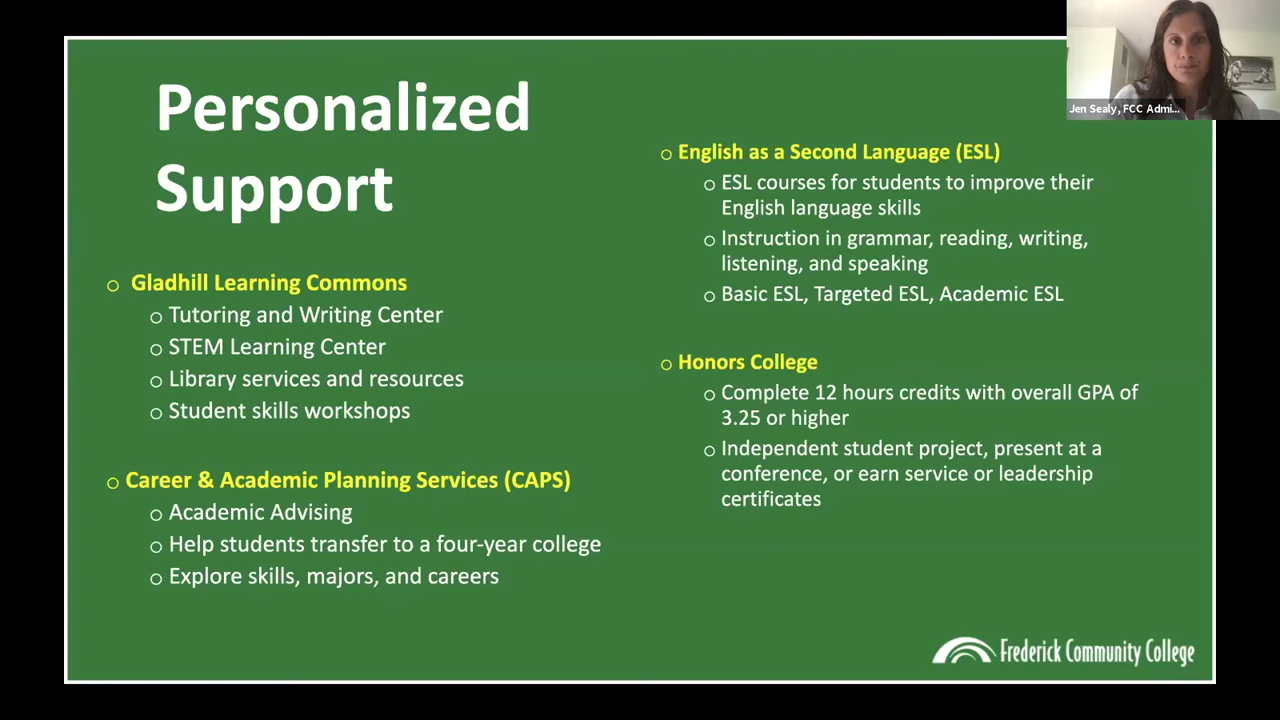 Personalized
Support
Gladhill Learning Commons
Tutoring and Writing Center
STEM Learning Center
Library services and resources
Student skills workshops
Career & Academic Planning Services (CAPS)
Academic Advising
Help students transfer to a four-year college
Explore skills, majors, and careers
English as a Second Language (ESL)
ESL courses for students to improve their
English language skills
Instruction in grammar, reading, writing,
listening, and speaking
Basic ESL, Targeted ESL, Academic ESL
Honors College
Complete 12 hours credits with overall GPA of
3.25 or higher
Independent student project, present at a
conference, or earn service or leadership
certificates
Frederick Community College
Jen Sealy, FCC Admi...